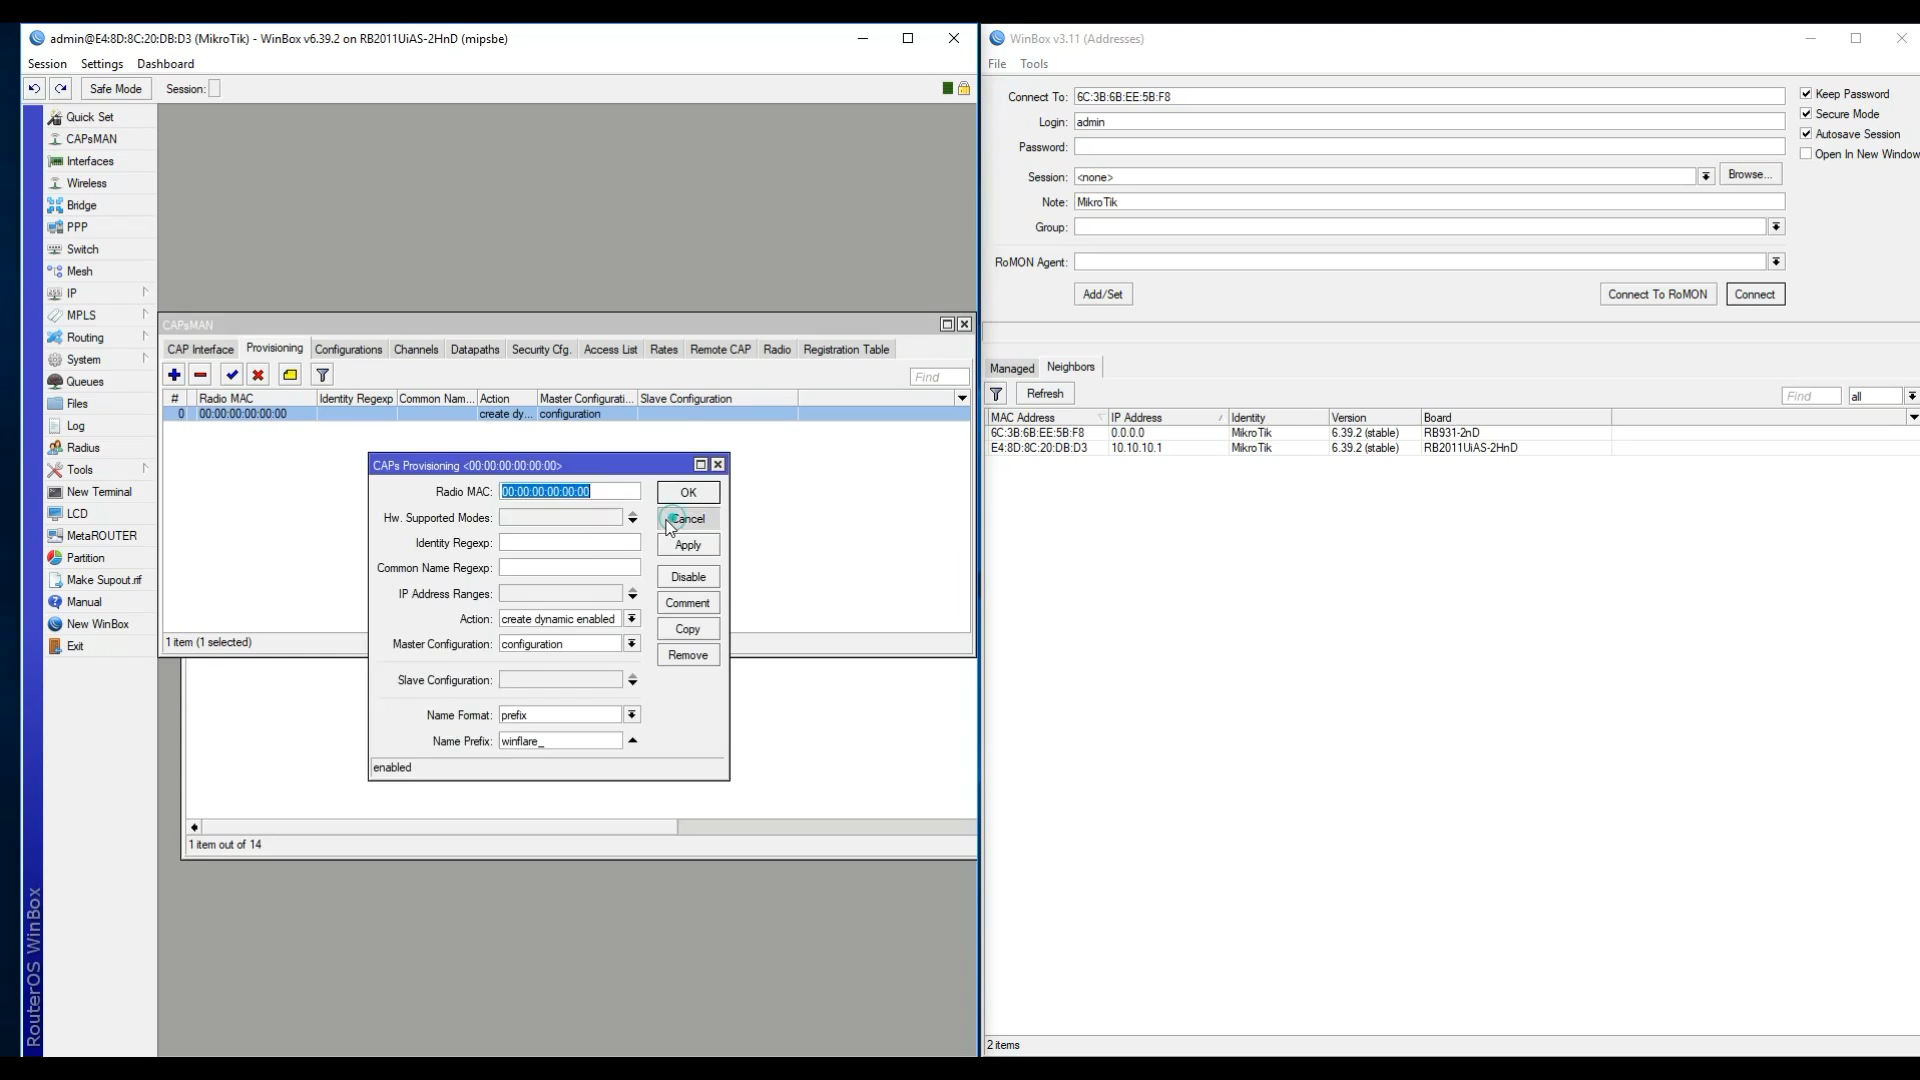 admin@E4:8D:8C:20:DB:D3 (MikroTik) - WinBox v6.39.2 on RB2011UiAS-2HnD (mipsbe)
Session Settings Dashboard
Safe Mode Session:
Quick Set
CAPsMAN
Interfaces
Wireless
Bridge
PPP
Switch
Mesh
IP
MPLS
Routing
System
Queues
Files
Log
Radius
Tools
New Terminal
LCD
MetaROUTER
Partition
Make Supout.rif
Manual
New WinBox
Exit
RouterOS WinBox
CAPsMAN
CAP Interface Provisioning Configurations Channels Datapaths Security Cfg. Access List Rates Remote CAP Radio Registration Table
Find
# Radio MAC Identity Regexp Common Nam... Action Master Configurati... Slave Configuration
0 00:00:00:00:00:00 create dy... configuration
1 item (1 selected)
CAPs Provisioning <00:00:00:00:00:00>
Radio MAC: 00:00:00:00:00:00 OK
Hw. Supported Modes: Cancel
Identity Regexp: Apply
Common Name Regexp: Disable
IP Address Ranges: Comment
Action: create dynamic enabled Copy
Master Configuration: configuration Remove
Slave Configuration:
Name Format: prefix
Name Prefix: winflare_
enabled
1 item out of 14
WinBox v3.11 (Addresses)
File Tools
Connect To: 6C:3B:6B:EE:5B:F8 Keep Password
Login: admin Secure Mode
Password: Autosave Session
Open In New Window
Session: <none> Browse...
Note: MikroTik
Group:
RoMON Agent:
Add/Set Connect To RoMON Connect
Managed Neighbors
Refresh Find all
MAC Address IP Address Identity Version Board
6C:3B:6B:EE:5B:F8 0.0.0.0 MikroTik 6.39.2 (stable) RB931-2nD
E4:8D:8C:20:DB:D3 10.10.10.1 MikroTik 6.39.2 (stable) RB2011UiAS-2HnD
2 items